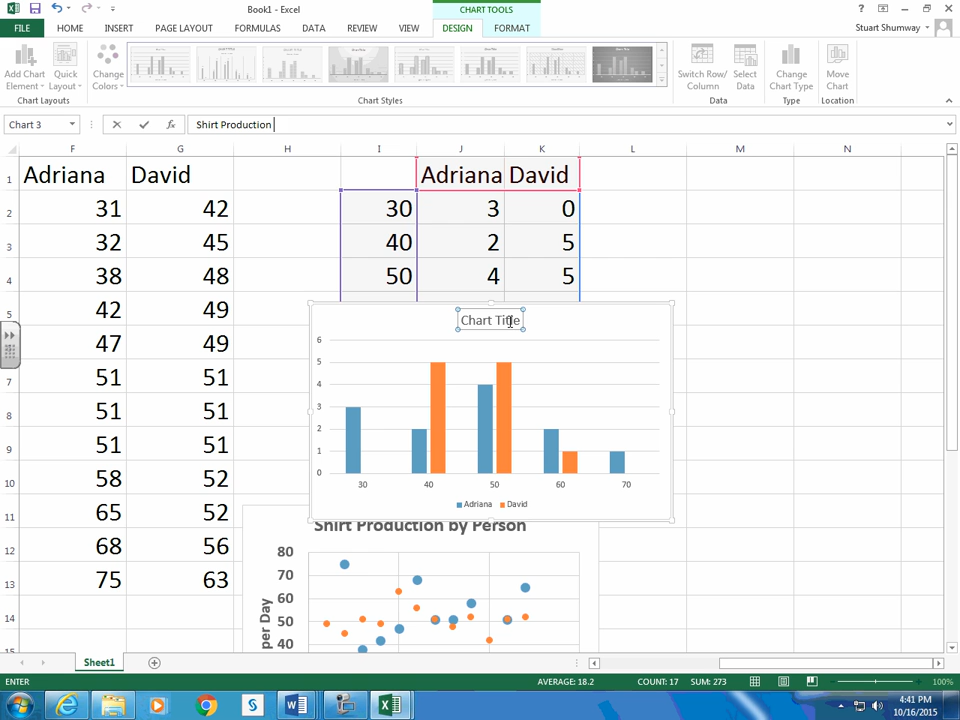 Book1 - Excel
CHART TOOLS
FILE HOME INSERT PAGE LAYOUT FORMULAS DATA REVIEW VIEW DESIGN FORMAT Stuart Shumway
Add Chart Element Quick Layout Change Colors Switch Row/ Column Select Data Change Chart Type Move Chart
Chart Layouts Chart Styles Data Type Location
Chart 3 fx Shirt Production
F G H I J K L M N
1 Adriana David Adriana David
2 31 42 30 3 0
3 32 45 40 2 5
4 38 48 50 4 5
5 42 49
47 49
7 51 51
8 51 51
9 51 51
10 58 52
11 65 52
12 68 56
13 75 63
14
15
Chart Title
6
5
4
3
2
1
0
30 40 50 60 70
Adriana David
Shirt Production by Person
80
70
60
50
40
per Day
Sheet1
ENTER AVERAGE: 18.2 COUNT: 17 SUM: 273 100%
4:41 PM
10/16/2015